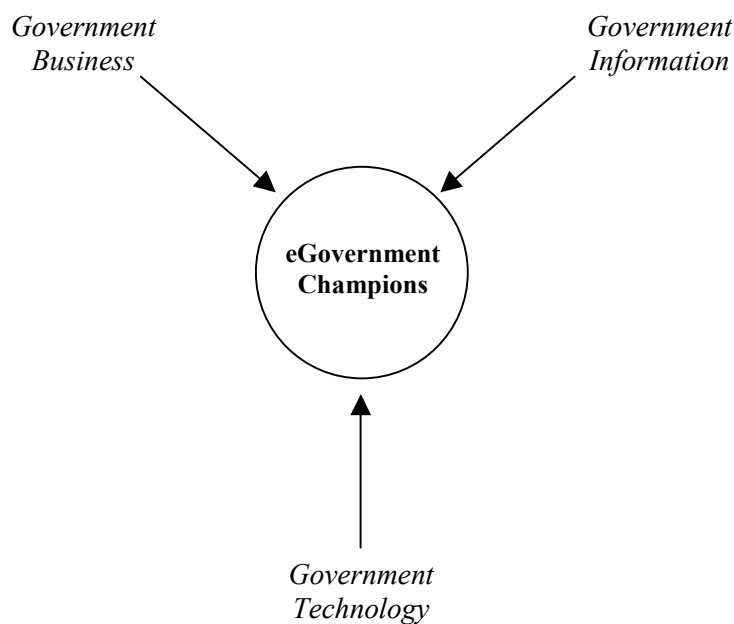 Government
Business
Government
Information
eGovernment
Champions
Government
Technology